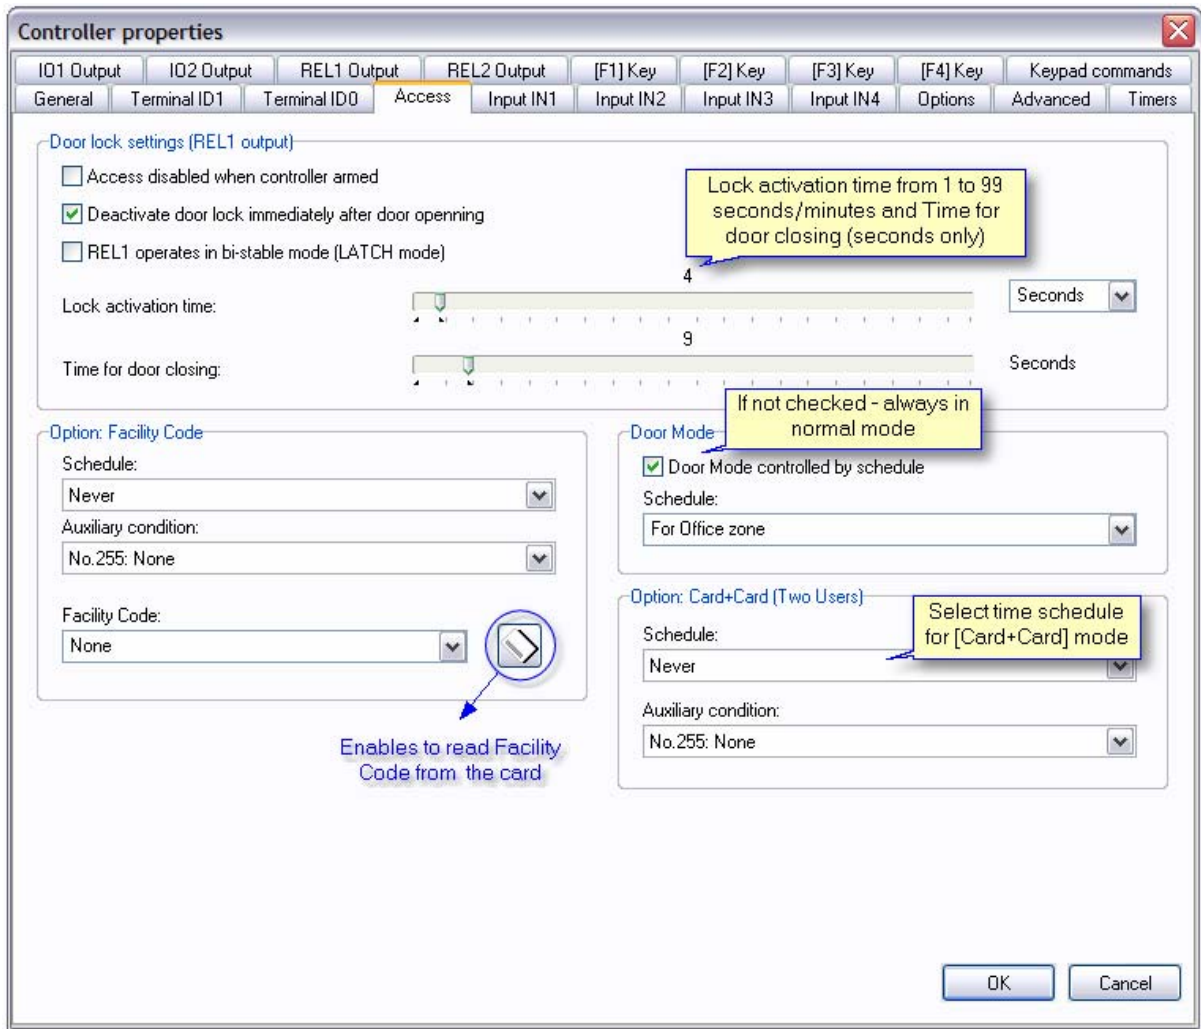 Controller properties
IO1 Output IO2 Output REL1 Output REL2 Output [F1] Key [F2] Key [F3] Key [F4] Key Keypad commands
General Terminal ID1 Terminal ID0 Access Input IN1 Input IN2 Input IN3 Input IN4 Options Advanced Timers
Door lock settings (REL1 output)
Access disabled when controller armed
Deactivate door lock immediately after door openning
REL1 operates in bi-stable mode (LATCH mode)
Lock activation time from 1 to 99
seconds/minutes and Time for
door closing (seconds only)
4
Lock activation time:
Seconds
9
Time for door closing:
Seconds
If not checked - always in
normal mode
Option: Facility Code
Schedule:
Never
Auxiliary condition:
No.255: None
Facility Code:
None
Enables to read Facility
Code from the card
Door Mode
Door Mode controlled by schedule
Schedule:
For Office zone
Option: Card+Card (Two Users)
Select time schedule
for [Card+Card] mode
Schedule:
Never
Auxiliary condition:
No.255: None
OK Cancel